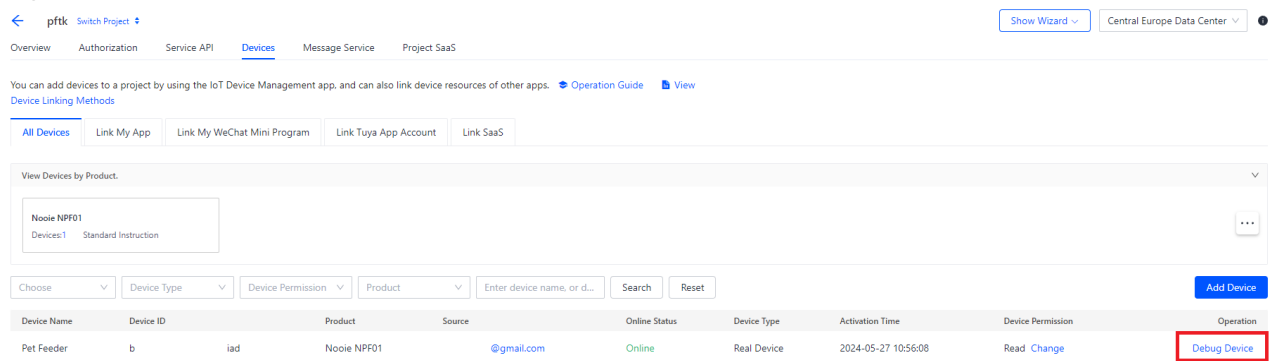 pftk Switch Project
Show Wizard Central Europe Data Center
Overview Authorization Service API Devices Message Service Project SaaS
You can add devices to a project by using the IoT Device Management app, and can also link device resources of other apps. Operation Guide View
Device Linking Methods
All Devices Link My App Link My WeChat Mini Program Link Tuya App Account Link SaaS
View Devices by Product.
Nooie NPF01
Devices:1 Standard Instruction
Choose Device Type Device Permission Product Enter device name, or d... Search Reset Add Device
Device Name Device ID Product Source Online Status Device Type Activation Time Device Permission Operation
Pet Feeder b iad Nooie NPF01 @gmail.com Online Real Device 2024-05-27 10:56:08 Read Change Debug Device